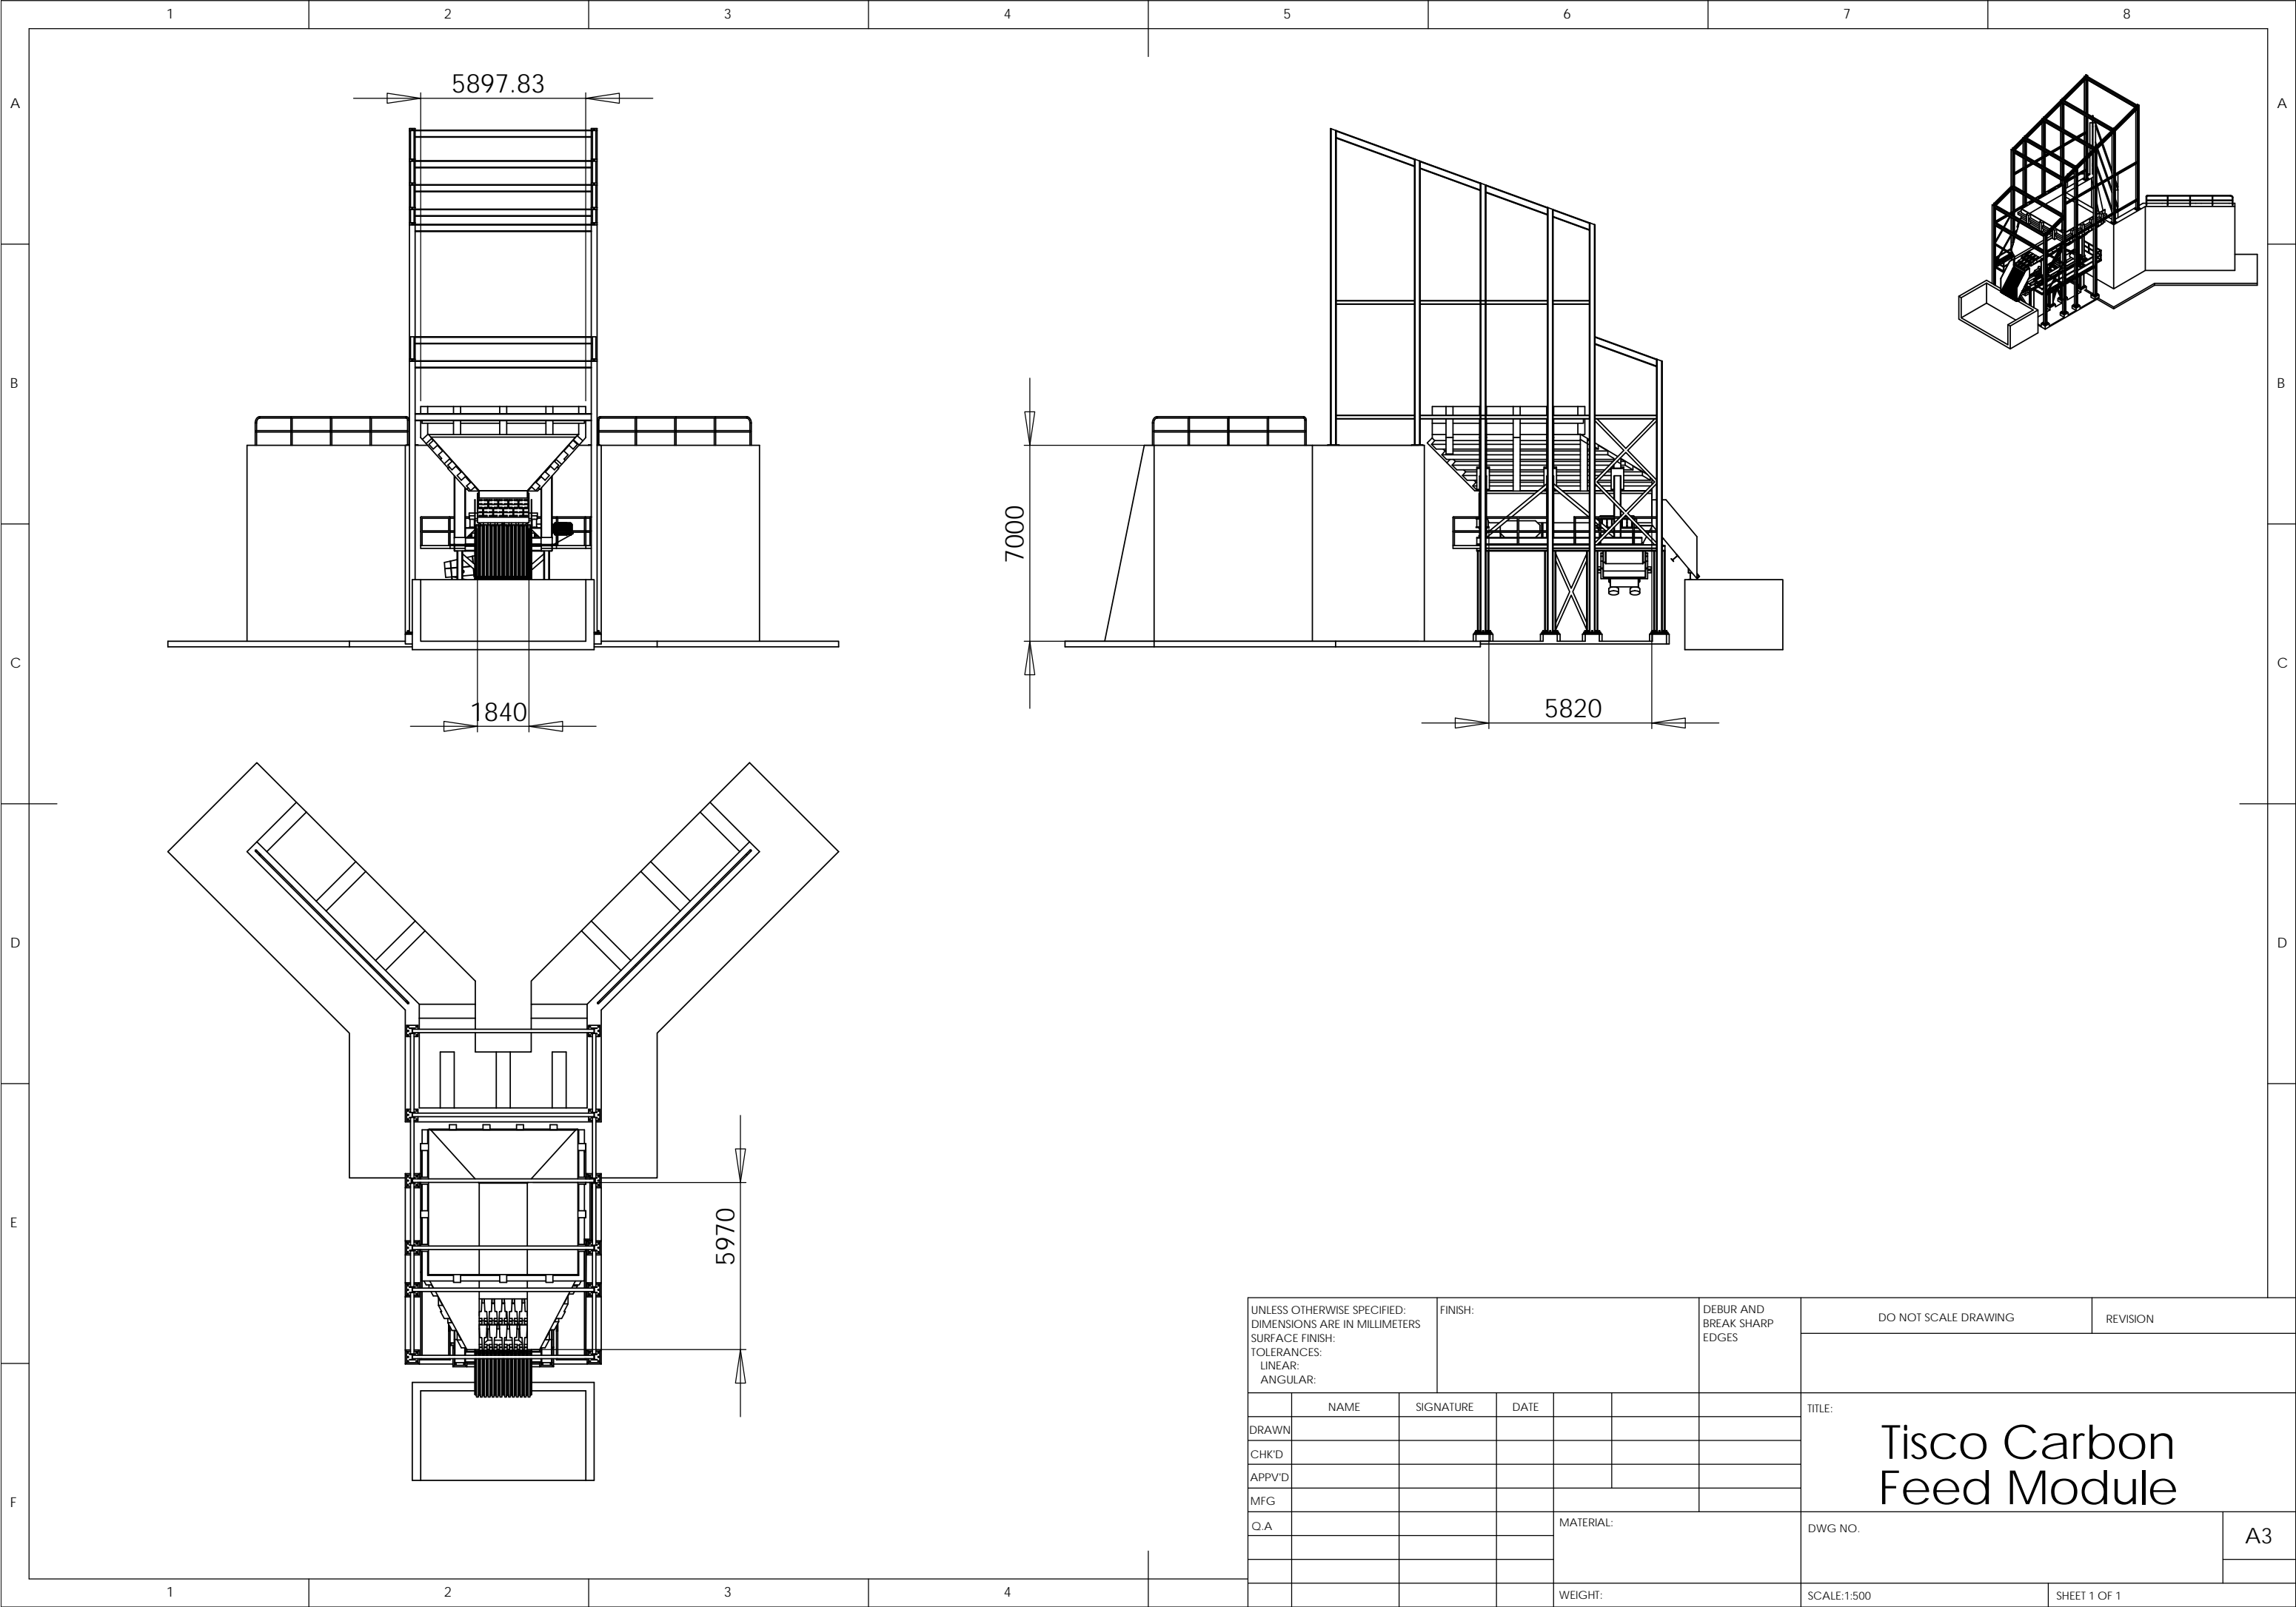 1 2 3 4 5 6 7 8
A A
5897.83
B B
7000
C C
1840
5820
D D
5970
E E
UNLESS OTHERWISE SPECIFIED:
DIMENSIONS ARE IN MILLIMETERS
SURFACE FINISH:
TOLERANCES:
LINEAR:
ANGULAR:
FINISH:
DEBUR AND
BREAK SHARP
EDGES
DO NOT SCALE DRAWING
REVISION
NAME SIGNATURE DATE
DRAWN
CHK'D
APPV'D
MFG
Q.A
TITLE:
Tisco Carbon
Feed Module
MATERIAL:
DWG NO.
A3
WEIGHT:
SCALE:1:500
SHEET 1 OF 1
F
1 2 3 4